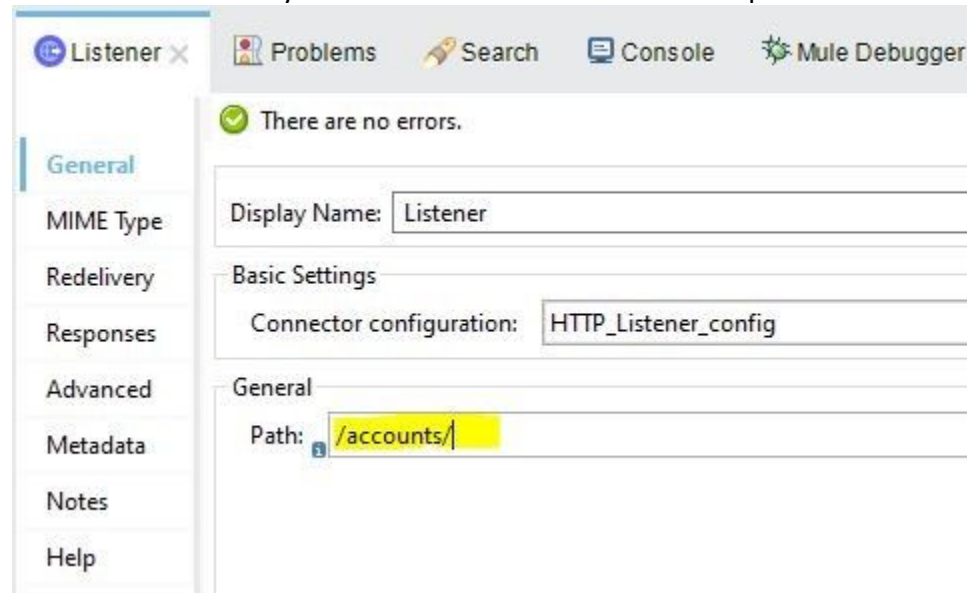 Listener Problems Search Console Mule Debugger
There are no errors.
General
MIME Type
Redelivery
Responses
Advanced
Metadata
Notes
Help
Display Name: Listener
Basic Settings
Connector configuration: HTTP_Listener_config
General
Path: /accounts/